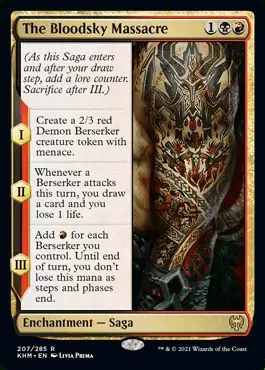 The Bloodsky Massacre 1
(As this Saga
enters and after your draw
step, add a lore counter.
Sacrifice after III.)
I
Create a 2/3 red
Demon Berserker
creature token with
menace.
II
Whenever a
Berserker attacks
this turn, you draw
a card and you
lose 1 life.
III
Add R for each
Berserker you
control. Until end
of turn, you don't
lose this mana as
steps and phases
end.
Enchantment — Saga
207/285 R
KHM • EN LIVIA PRIMA
™ & © 2021 Wizards of the Coast